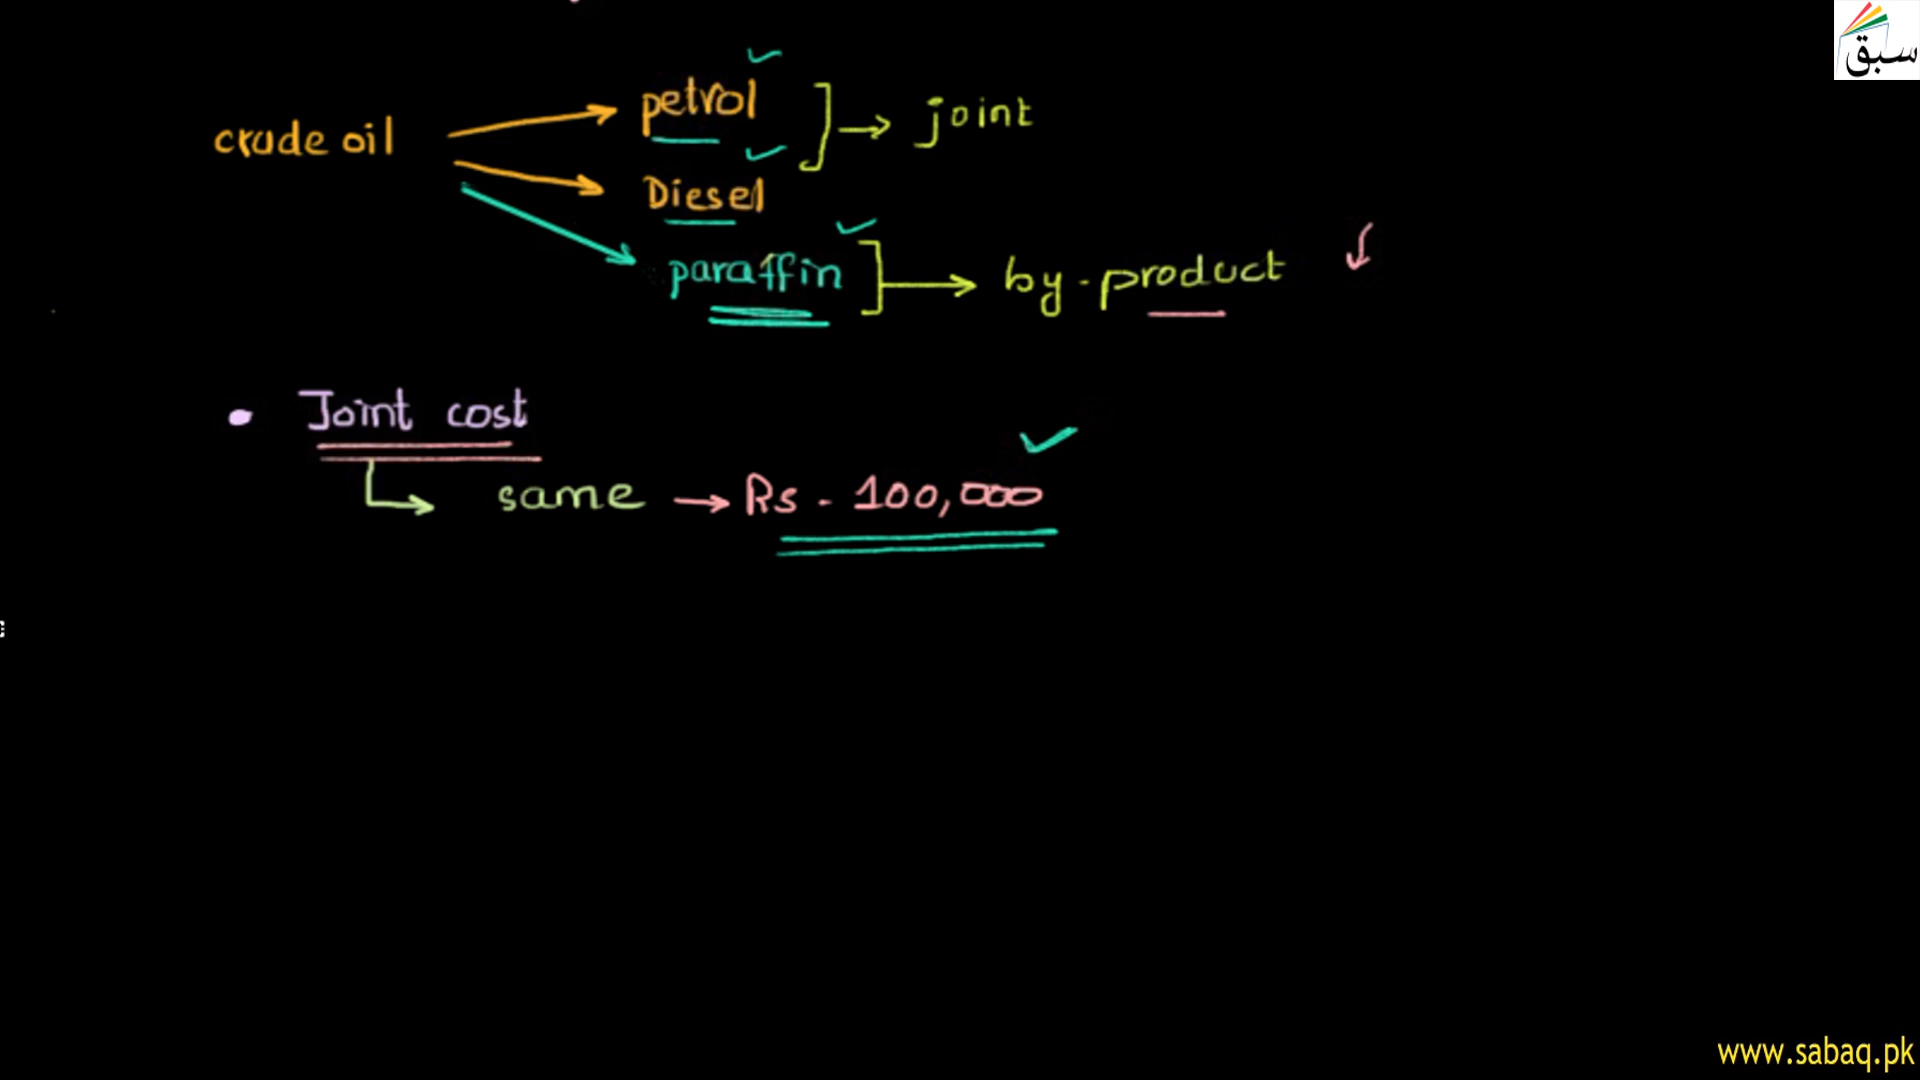 سبق
petrol
joint
crude oil
Diesel
paraffin
by-product
• Joint cost
same → Rs - 100,000
www.sabaq.pk